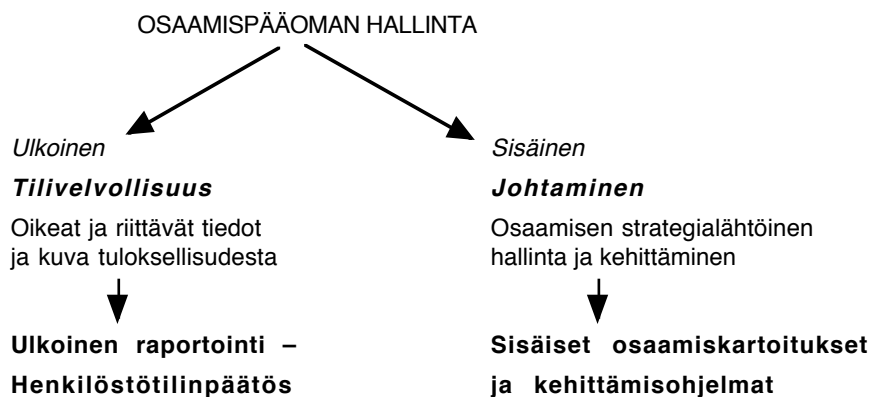 OSAAMISPÄÄOMAN HALLINTA
Ulkoinen
Tilivelvollisuus
Oikeat ja riittävät tiedot
ja kuva tuloksellisudesta
Ulkoinen raportointi –
Henkilöstötilinpäätös
Sisäinen
Johtaminen
Osaamisen strategialähtöinen
hallinta ja kehittäminen
Sisäiset osaamiskartoitukset
ja kehittämisohjelmat